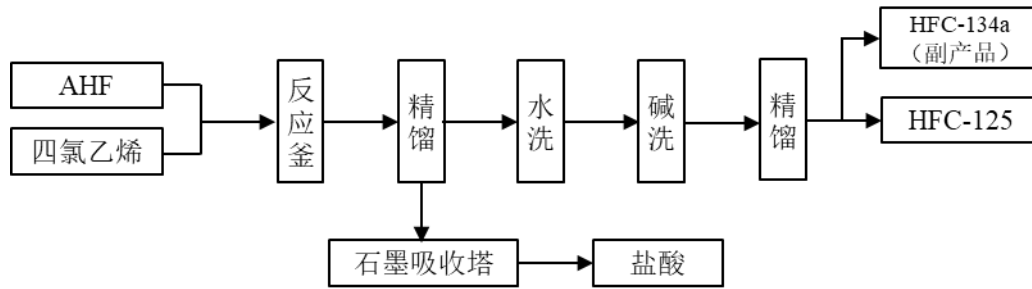 AHF
四氯乙烯
反应釜
精馏
水洗
碱洗
精馏
HFC-134a
（副产品）
HFC-125
石墨吸收塔
盐酸